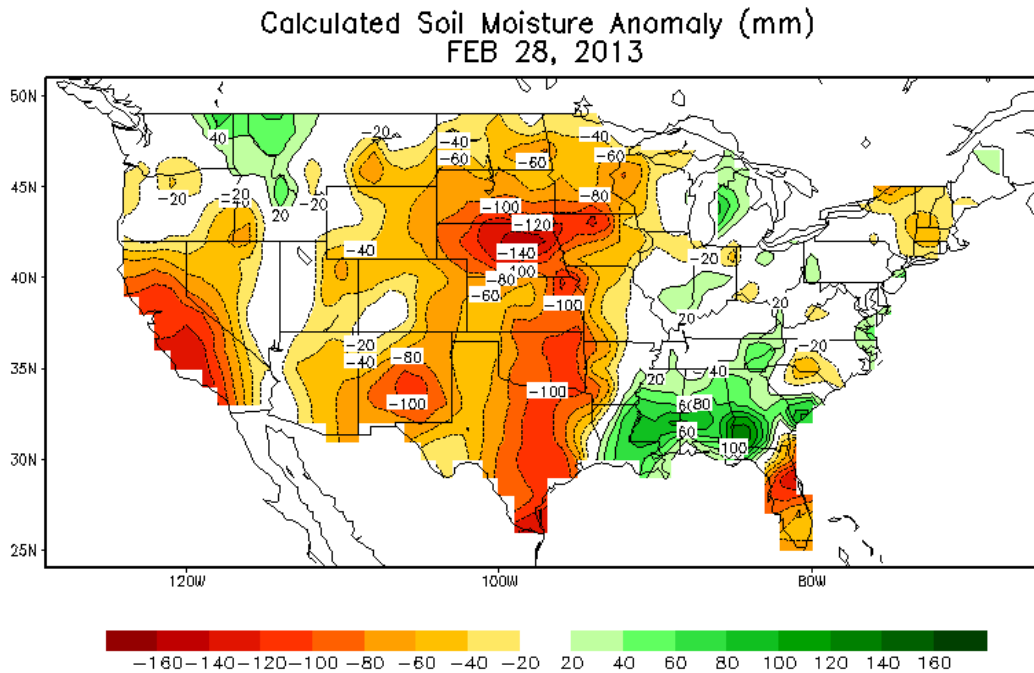 Calculated Soil Moisture Anomaly (mm)
FEB 28, 2013
50N
40 -20 -40 -40
-60 -60 -60
45N -20 -20 -20 20 -80
-100
-120
-40 -140 -20
40N -100
-80
-60 -100 20
20
-20 -20
-40 -80
35N 20 -40
-100 -100
60 80
60
100
30N
25N
120W 100W 80W
-160 -140 -120 -100 -80 -60 -40 -20 20 40 60 80 100 120 140 160